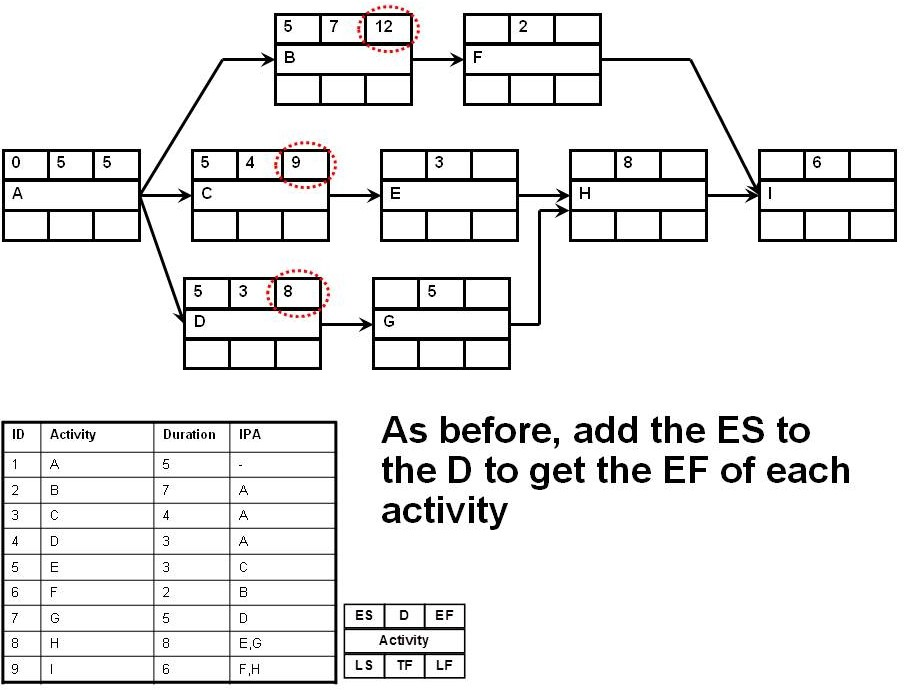 5 7 12
B
2
F
0 5 5
A
5 4 9
C
3
E
8
H
6
I
5 3 8
D
5
G
As before, add the ES to
the D to get the EF of each
activity
ID Activity Duration IPA
1 A 5 -
2 B 7 A
3 C 4 A
4 D 3 A
5 E 3 C
6 F 2 B
7 G 5 D
8 H 8 E,G
9 I 6 F,H
ES D EF
Activity
LS TF LF